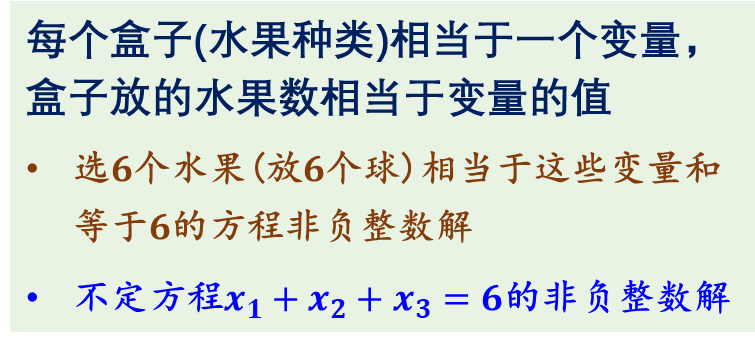 每个盒子(水果种类)相当于一个变量，
盒子放的水果数相当于变量的值
• 选6个水果(放6个球)相当于这些变量和
等于6的方程非负整数解
• 不定方程x₁ + x₂ + x₃ = 6的非负整数解